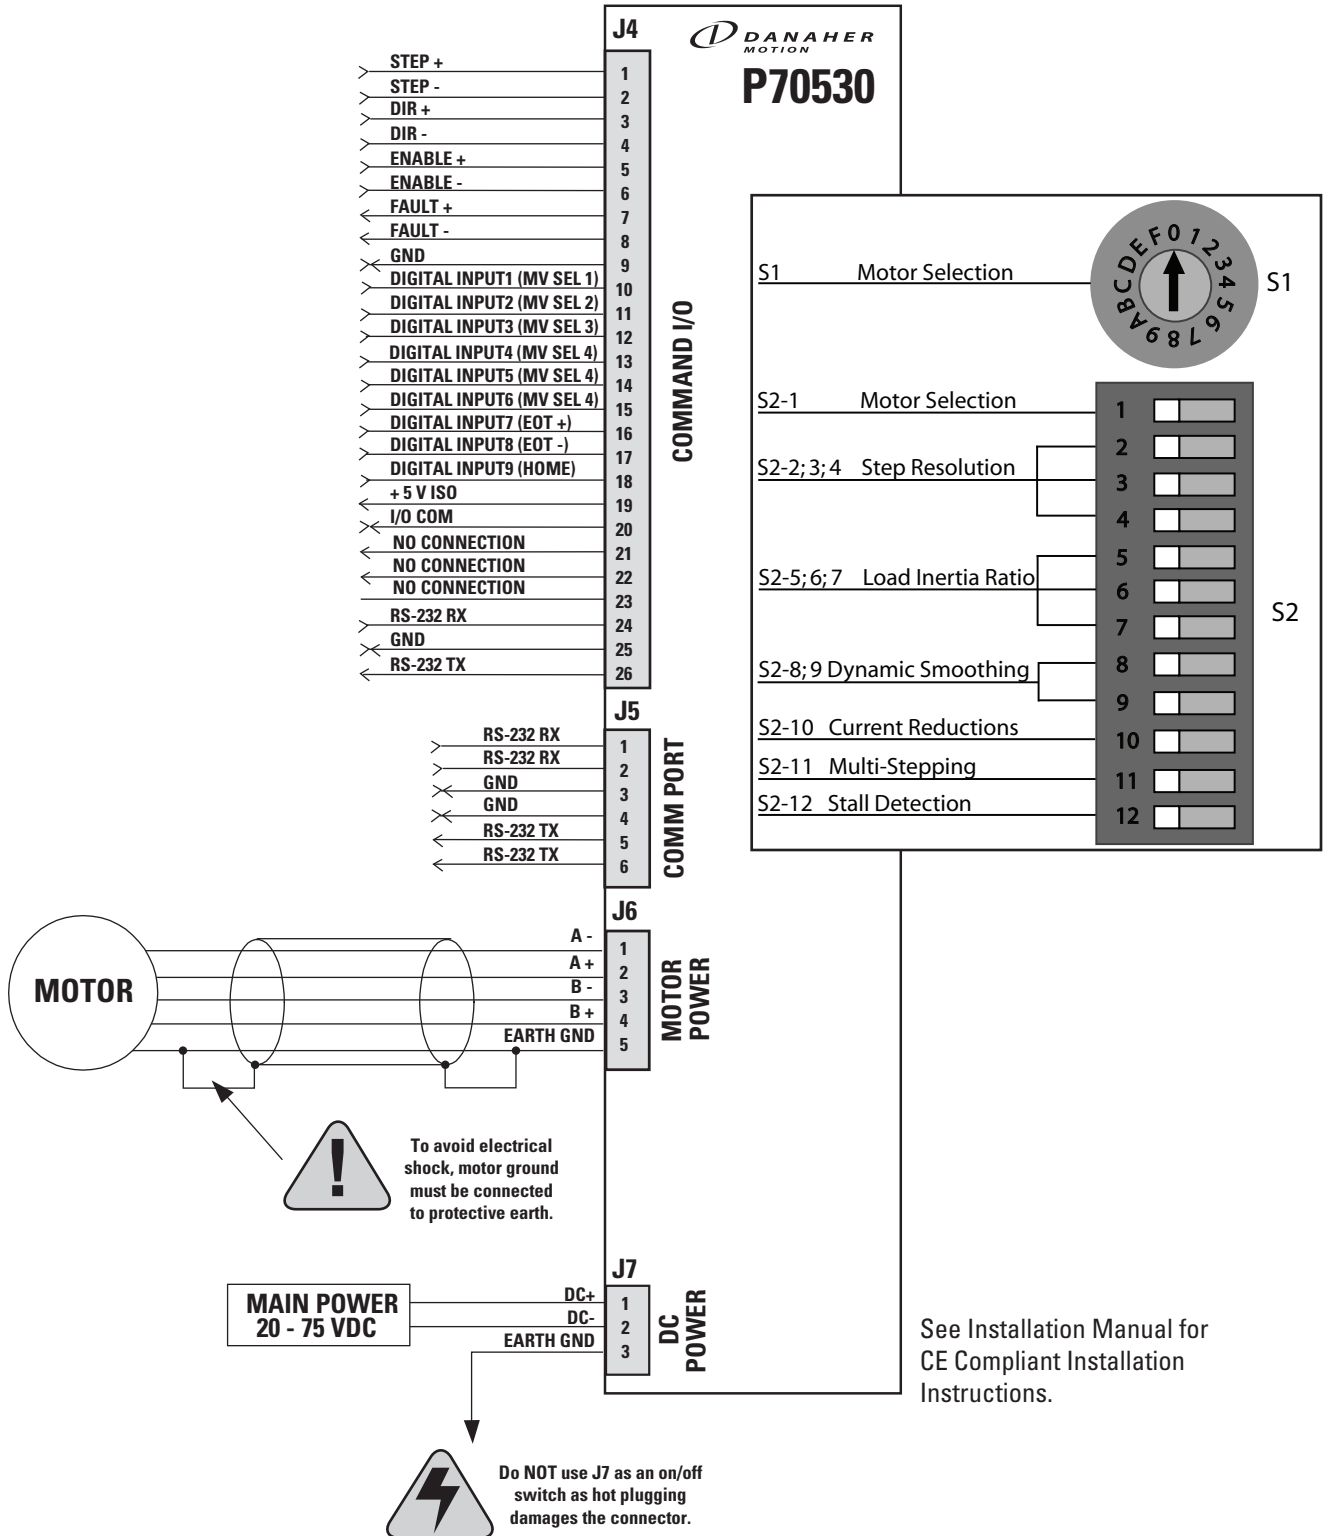 J4
DANAHER
MOTION
P70530
STEP +
1
STEP -
2
DIR +
3
DIR -
4
ENABLE +
5
ENABLE -
6
FAULT +
7
FAULT -
8
GND
9
DIGITAL INPUT1 (MV SEL 1)
10
DIGITAL INPUT2 (MV SEL 2)
11
DIGITAL INPUT3 (MV SEL 3)
12
DIGITAL INPUT4 (MV SEL 4)
13
DIGITAL INPUT5 (MV SEL 4)
14
DIGITAL INPUT6 (MV SEL 4)
15
DIGITAL INPUT7 (EOT +)
16
DIGITAL INPUT8 (EOT -)
17
DIGITAL INPUT9 (HOME)
18
+ 5 V ISO
19
I/O COM
20
NO CONNECTION
21
NO CONNECTION
22
NO CONNECTION
23
RS-232 RX
24
GND
25
RS-232 TX
26
COMMAND I/O
S1 Motor Selection
0 1 2 3 4 5 6 7 8 9 A B C D E F
S1
S2-1 Motor Selection
S2-2; 3; 4 Step Resolution
S2-5; 6; 7 Load Inertia Ratio
S2-8; 9 Dynamic Smoothing
S2-10 Current Reductions
S2-11 Multi-Stepping
S2-12 Stall Detection
1
2
3
4
5
6
7
8
9
10
11
12
S2
J5
RS-232 RX
1
RS-232 RX
2
GND
3
GND
4
RS-232 TX
5
RS-232 TX
6
COMM PORT
J6
MOTOR
A -
1
A +
2
B -
3
B +
4
EARTH GND
5
MOTOR
POWER
!
To avoid electrical
shock, motor ground
must be connected
to protective earth.
J7
MAIN POWER
20 - 75 VDC
DC+
1
DC-
2
EARTH GND
3
DC
POWER
See Installation Manual for
CE Compliant Installation
Instructions.
Do NOT use J7 as an on/off
switch as hot plugging
damages the connector.